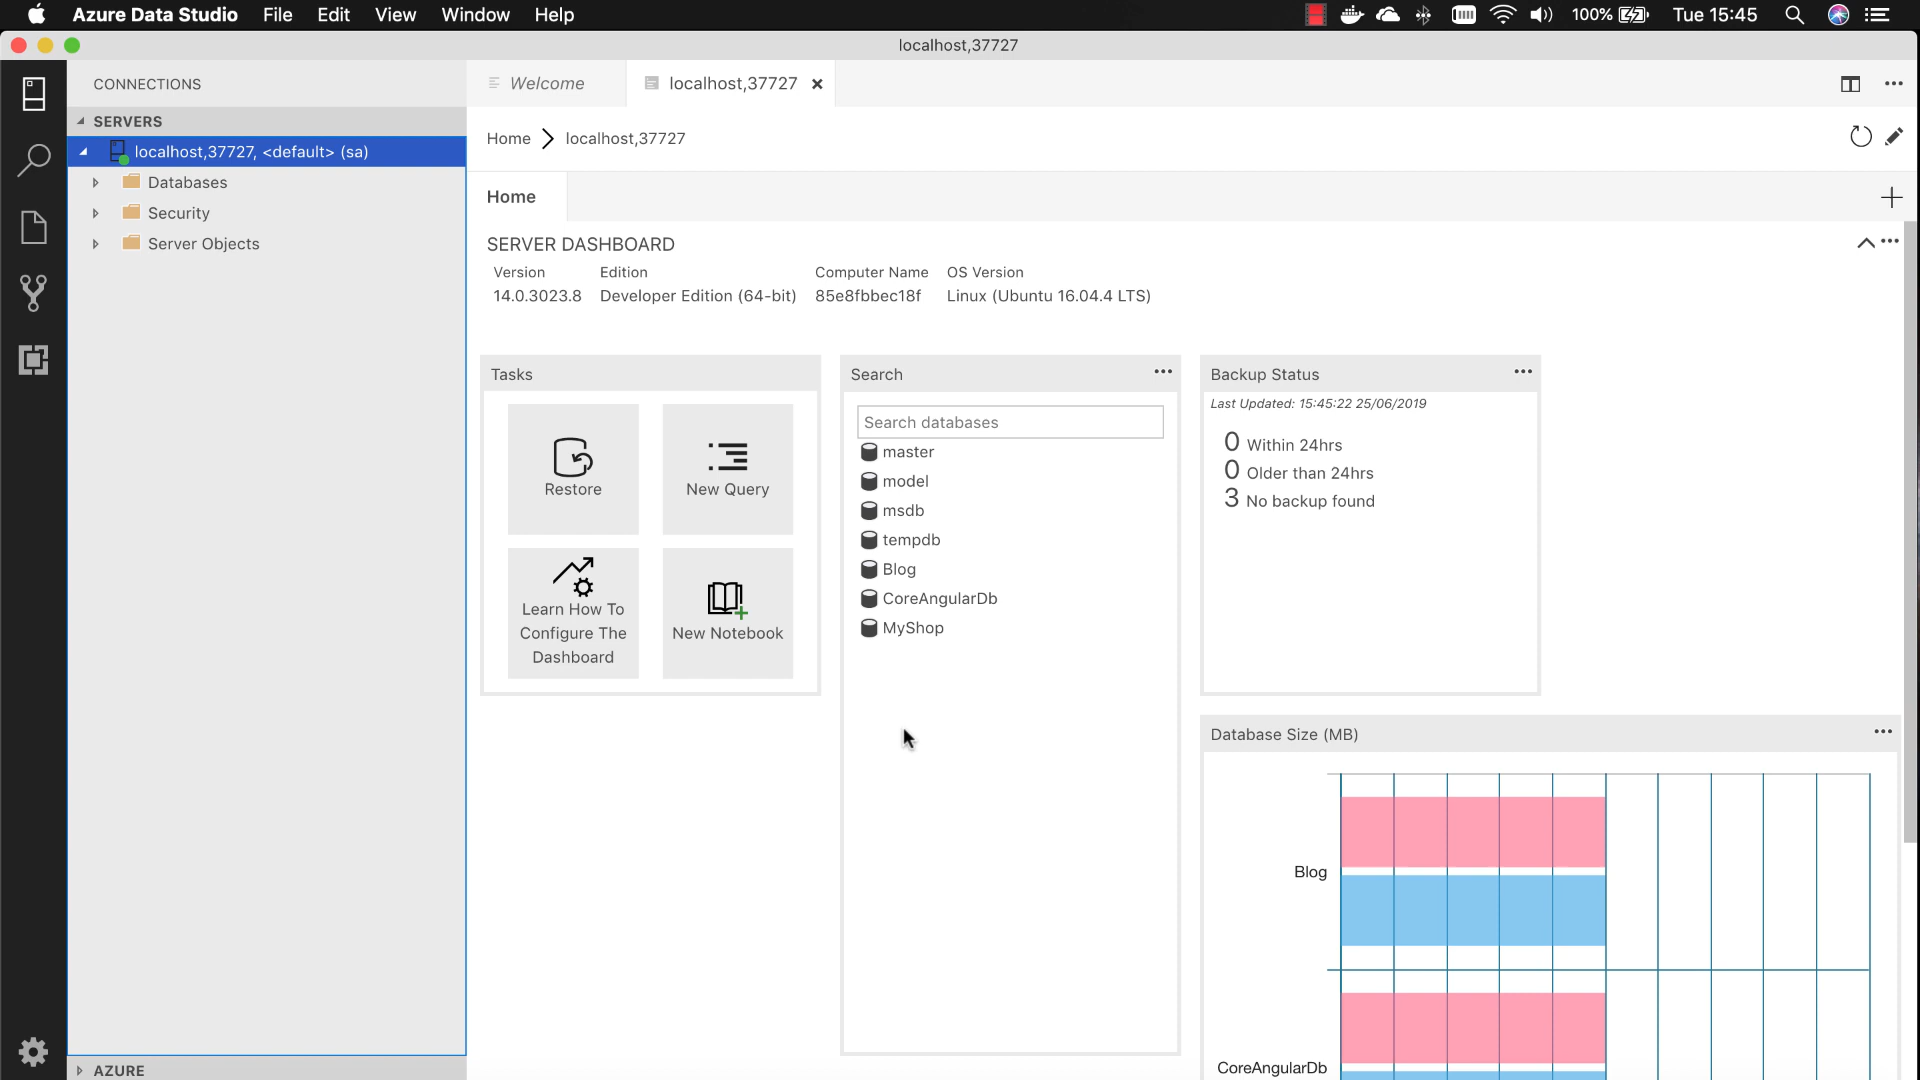 Azure Data Studio File Edit View Window Help 100% Tue 15:45
localhost,37727
CONNECTIONS
Welcome localhost,37727
SERVERS
localhost,37727, <default> (sa)
Databases
Security
Server Objects
AZURE
Home localhost,37727
Home
SERVER DASHBOARD
Version Edition Computer Name OS Version
14.0.3023.8 Developer Edition (64-bit) 85e8fbbec18f Linux (Ubuntu 16.04.4 LTS)
Tasks
Restore
New Query
Learn How To
Configure The
Dashboard
New Notebook
Search
Search databases
master
model
msdb
tempdb
Blog
CoreAngularDb
MyShop
Backup Status
Last Updated: 15:45:22 25/06/2019
0 Within 24hrs
0 Older than 24hrs
3 No backup found
Database Size (MB)
Blog
CoreAngularDb